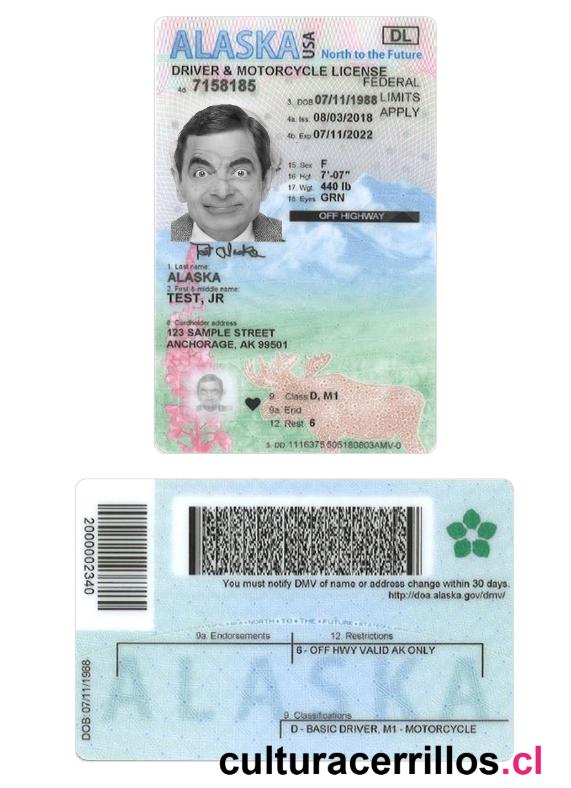 ALASKA USA DL
North to the Future
DRIVER & MOTORCYCLE LICENSE
FEDERAL
LIMITS
APPLY
4d 7158185
3. DOB 07/11/1988
4a. Iss. 08/03/2018
4b. Exp 07/11/2022
15. Sex F
16. Hgt 7'-07"
17. Wgt. 440 lb
18. Eyes GRN
OFF HIGHWAY
Test Alaska
1. Last name:
ALASKA
2. First & middle name:
TEST, JR
8. Cardholder address
123 SAMPLE STREET
ANCHORAGE, AK 99501
9. Class D, M1
9a. End
12. Rest 6
5. DD 1116375 505180803AMV-0
2000002340
You must notify DMV of name or address change within 30 days.
http://doa.alaska.gov/dmv/
NORTH TO THE FUTURE
9a. Endorsements
12. Restrictions
6 - OFF HWY VALID AK ONLY
ALASKA
DOB: 07/11/1988
9. Classifications
D - BASIC DRIVER, M1 - MOTORCYCLE
culturacerrillos.cl